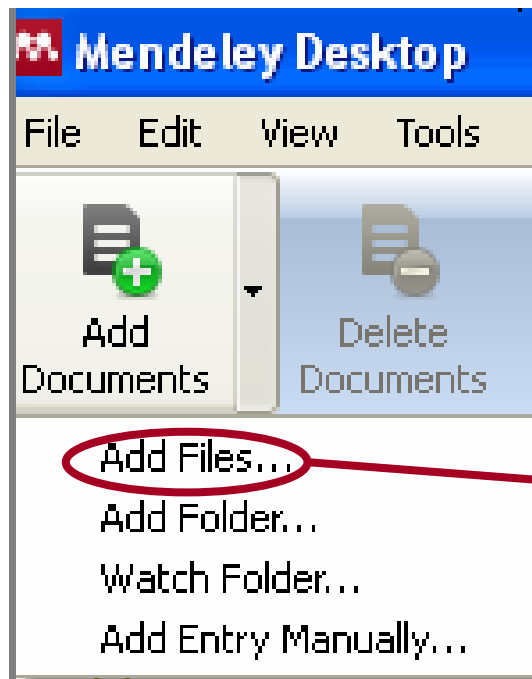 Mendeley Desktop
File Edit View Tools
Add Documents
Delete Documents
Add Files...
Add Folder...
Watch Folder...
Add Entry Manually...